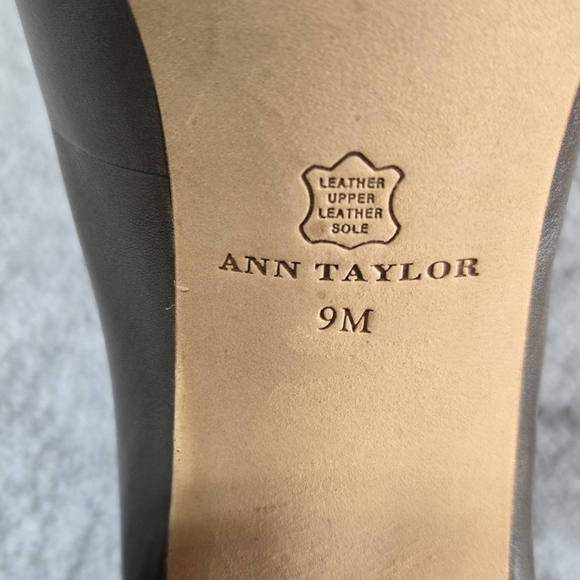 LEATHER
UPPER
LEATHER
SOLE
ANN TAYLOR
9M